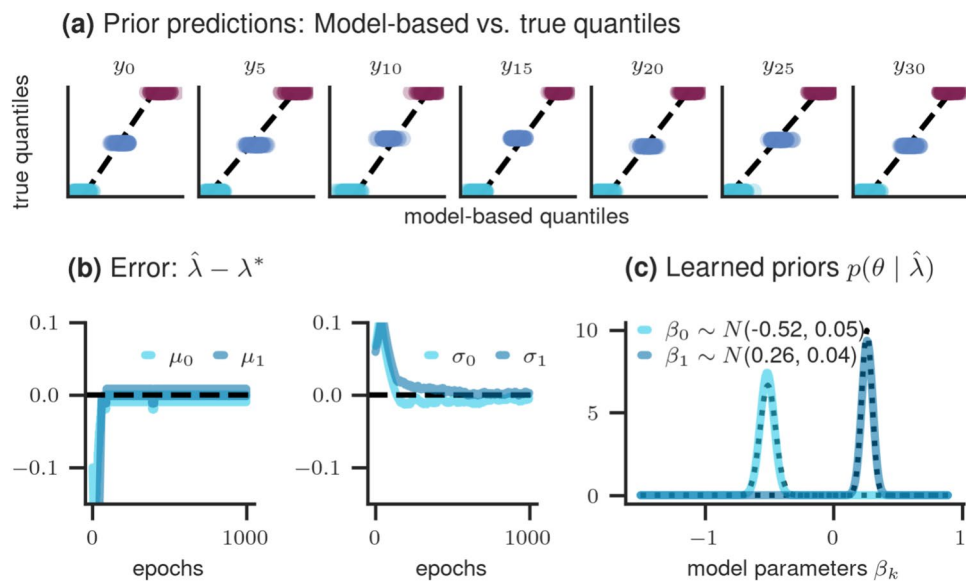 (a) Prior predictions: Model-based vs. true quantiles
y₀ y₅ y₁₀ y₁₅ y₂₀ y₂₅ y₃₀
true quantiles
model-based quantiles
(b) Error: λ̂ − λ*
0.1
0.0
−0.1
μ₀ μ₁
0 1000
epochs
0.1
0.0
−0.1
σ₀ σ₁
0 1000
epochs
(c) Learned priors p(θ | λ̂)
10
5
0
β₀ ∼ N(-0.52, 0.05)
β₁ ∼ N(0.26, 0.04)
−1 0 1
model parameters βₖ